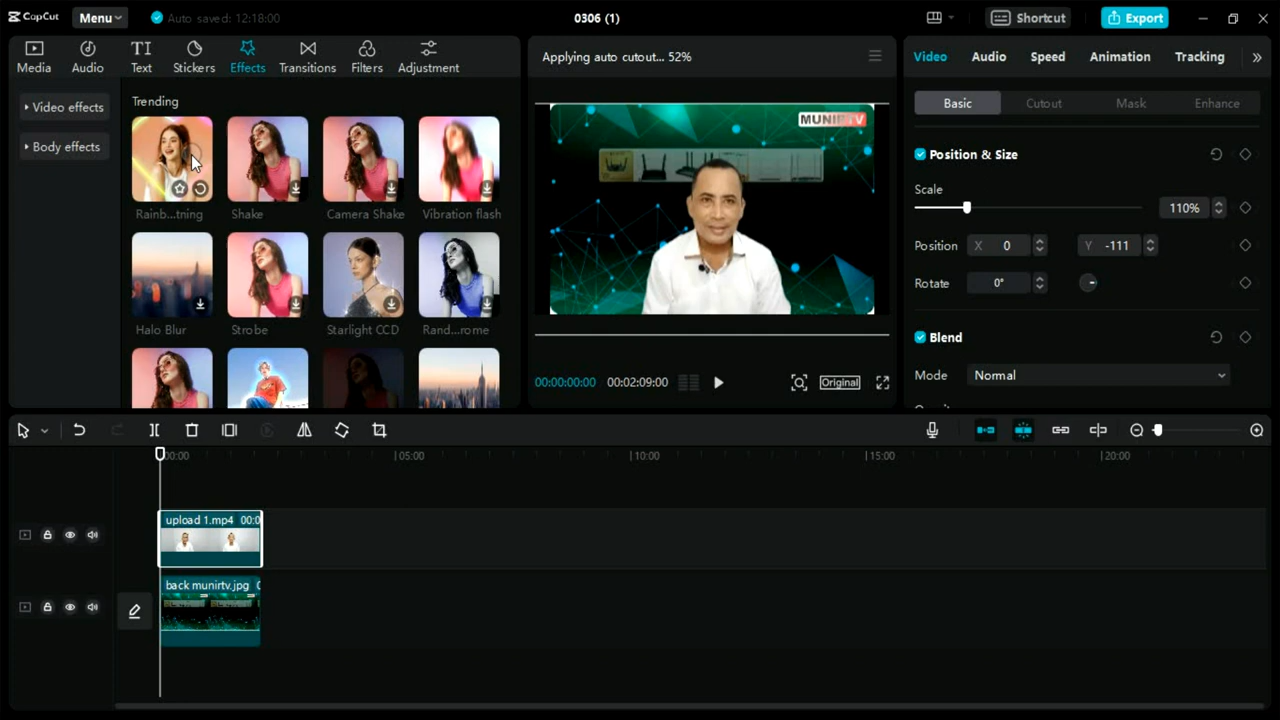 CapCut
Menu
Auto saved: 12:18:00
0306 (1)
Shortcut
Export
Media
Audio
TI
Text
Stickers
Effects
Transitions
Filters
Adjustment
Video effects
Body effects
Trending
Rainb...tning
Shake
Camera Shake
Vibration flash
Halo Blur
Strobe
Starlight CCD
Rand...rome
Applying auto cutout... 52%
MUNIR TV
00:00:00:00
00:02:09:00
Original
Video
Audio
Speed
Animation
Tracking
Basic
Cutout
Mask
Enhance
Position & Size
Scale
110%
Position
X 0
Y -111
Rotate
0°
Blend
Mode
Normal
00:00
05:00
10:00
15:00
20:00
upload 1.mp4 00:0
back munirtv.jpg